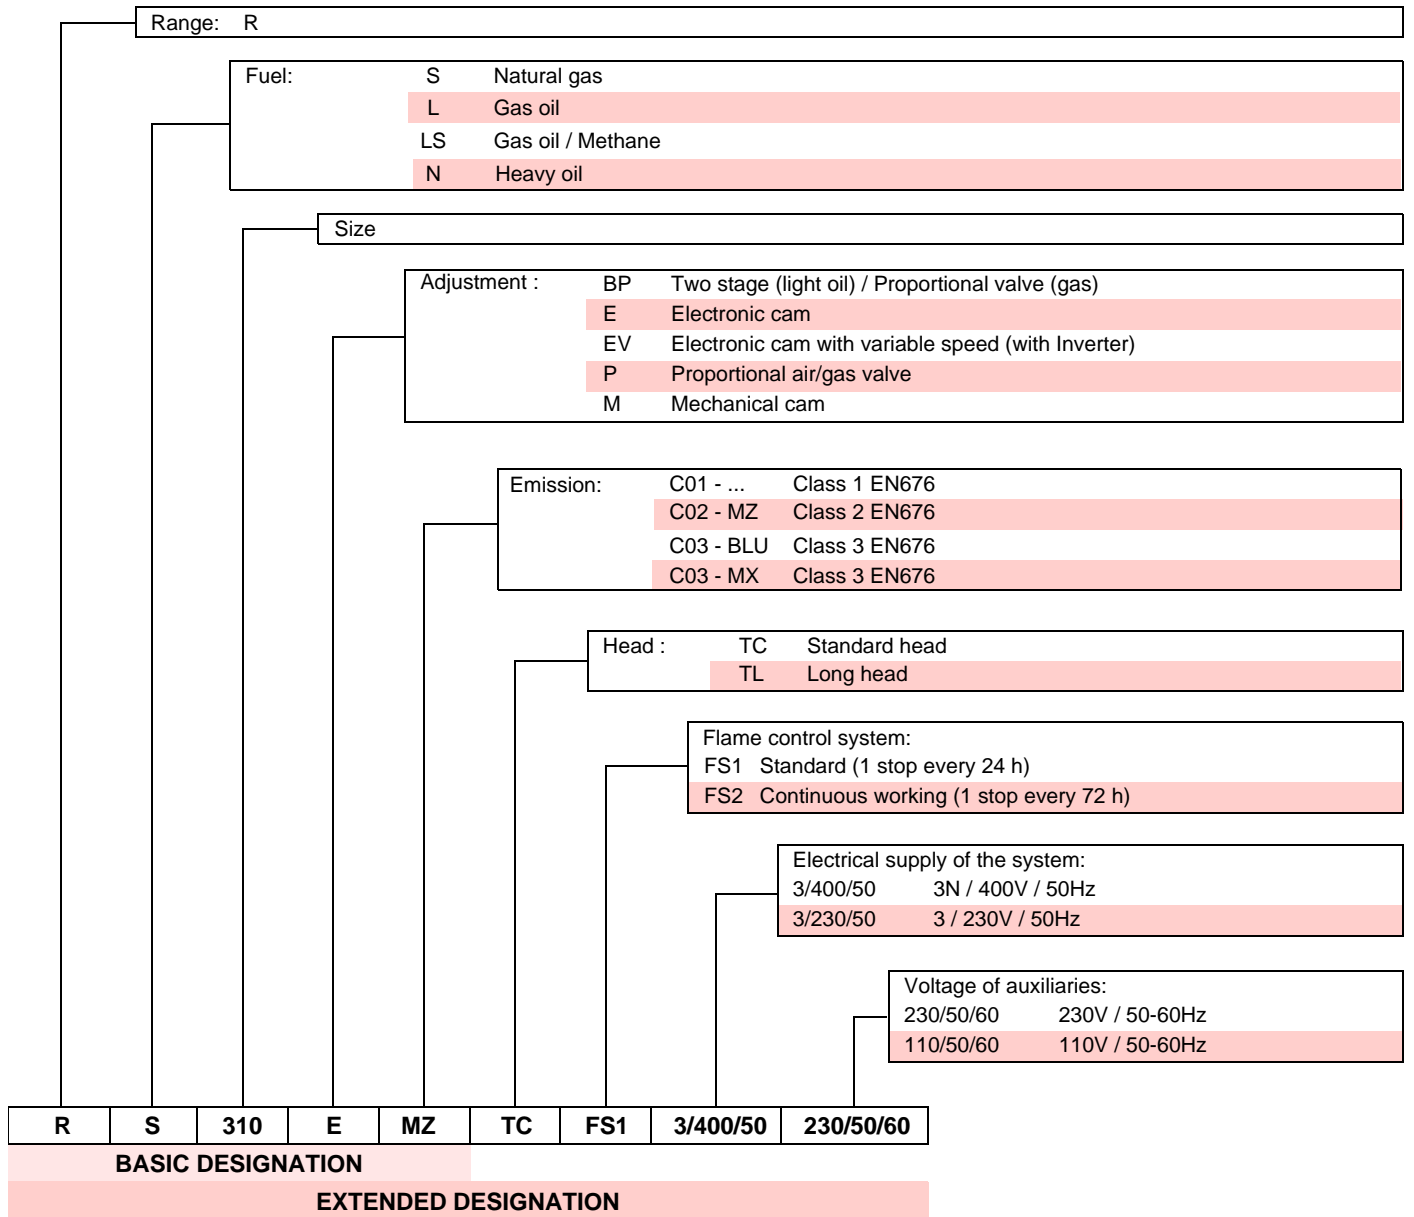 Range: R
Fuel: S Natural gas
L Gas oil
LS Gas oil / Methane
N Heavy oil
Size
Adjustment : BP Two stage (light oil) / Proportional valve (gas)
E Electronic cam
EV Electronic cam with variable speed (with Inverter)
P Proportional air/gas valve
M Mechanical cam
Emission: C01 - ... Class 1 EN676
C02 - MZ Class 2 EN676
C03 - BLU Class 3 EN676
C03 - MX Class 3 EN676
Head : TC Standard head
TL Long head
Flame control system:
FS1 Standard (1 stop every 24 h)
FS2 Continuous working (1 stop every 72 h)
Electrical supply of the system:
3/400/50 3N / 400V / 50Hz
3/230/50 3 / 230V / 50Hz
Voltage of auxiliaries:
230/50/60 230V / 50-60Hz
110/50/60 110V / 50-60Hz
R S 310 E MZ TC FS1 3/400/50 230/50/60
BASIC DESIGNATION
EXTENDED DESIGNATION